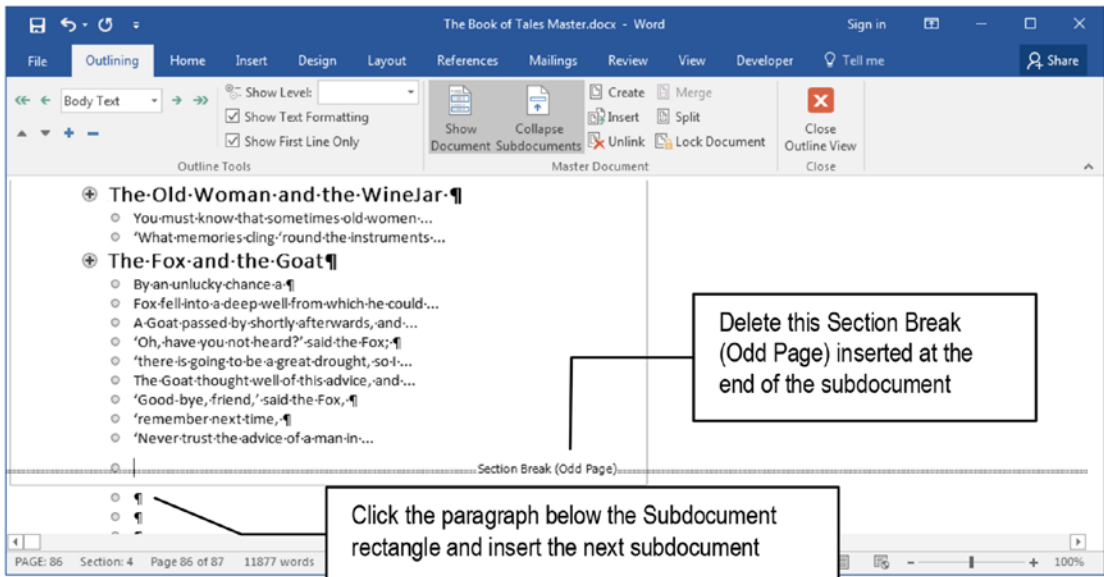 The Book of Tales Master.docx - Word
Sign in
File Outlining Home Insert Design Layout References Mailings Review View Developer Tell me Share
Body Text
Show Level:
Show Text Formatting
Show First Line Only
Outline Tools
Show Document
Collapse Subdocuments
Create Merge
Insert Split
Unlink Lock Document
Master Document
Close Outline View
Close
The·Old·Woman·and·the·WineJar·¶
You·must·know·that·sometimes·old·women·...
‘What·memories·cling·‘round·the·instruments·...
The·Fox·and·the·Goat¶
By·an·unlucky·chance·a·¶
Fox·fell·into·a·deep·well·from·which·he·could·...
A·Goat·passed·by·shortly·afterwards,·and·...
‘Oh,·have·you·not·heard?’·said·the·Fox;·¶
‘there·is·going·to·be·a·great·drought,·so·I·...
The·Goat·thought·well·of·this·advice,·and·...
‘Good-bye,·friend,’·said·the·Fox,·¶
‘remember·next·time,·¶
‘Never·trust·the·advice·of·a·man·in·...
Section Break (Odd Page)
¶
¶
Delete this Section Break
(Odd Page) inserted at the
end of the subdocument
Click the paragraph below the Subdocument
rectangle and insert the next subdocument
PAGE: 86 Section: 4 Page 86 of 87 11877 words
100%